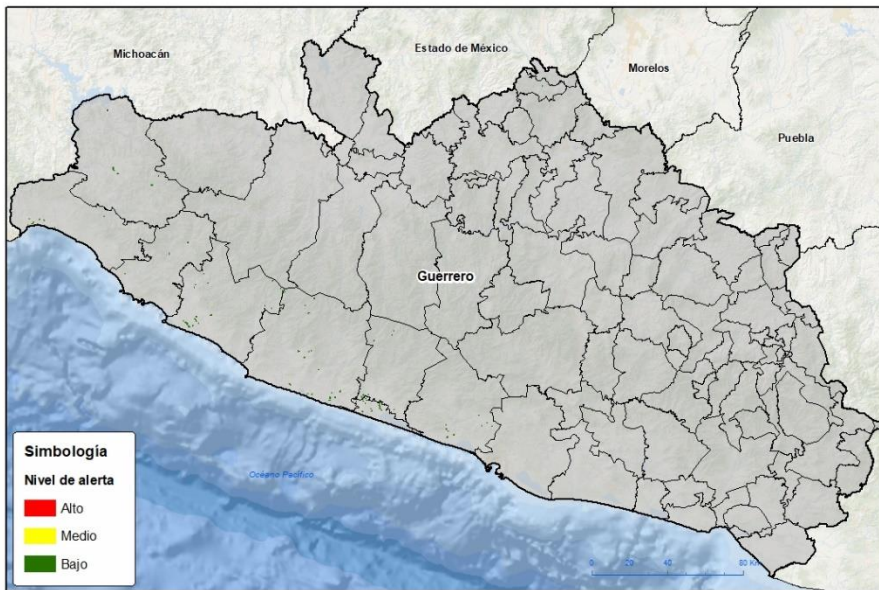 Michoacán
Estado de México
Morelos
Puebla
Guerrero
Océano Pacífico
Simbología
Nivel de alerta
Alto
Medio
Bajo
0 20 40 80 Km